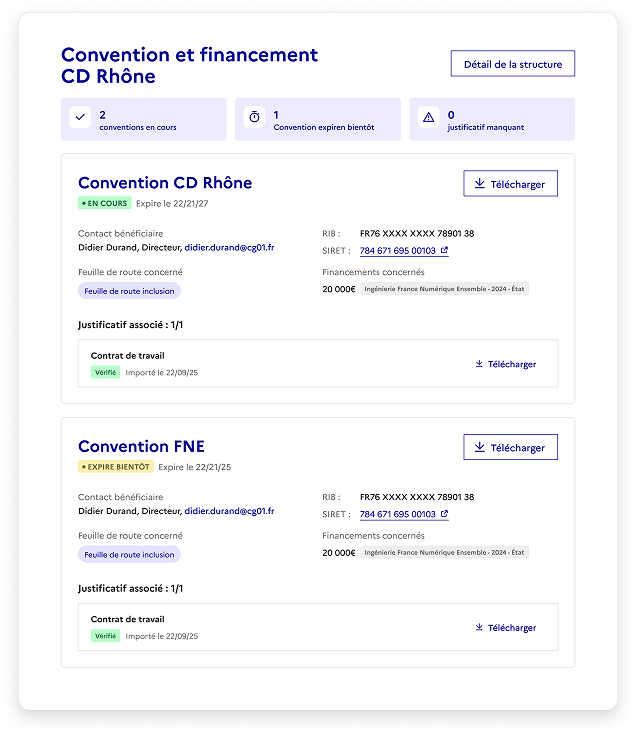 Convention et financement
CD Rhône
Détail de la structure
2
conventions en cours
1
Convention expiren bientôt
0
justificatif manquant
Convention CD Rhône
Télécharger
EN COURS Expire le 22/21/27
Contact bénéficiaire
Didier Durand, Directeur, didier.durand@cg01.fr
RIB : FR76 XXXX XXXX 78901 38
SIRET : 784 671 695 00103
Feuille de route concerné
Feuille de route inclusion
Financements concernés
20 000€ Ingénierie France Numérique Ensemble - 2024 - État
Justificatif associé : 1/1
Contrat de travail
Vérifié Importé le 22/09/25
Télécharger
Convention FNE
Télécharger
EXPIRE BIENTÔT Expire le 22/21/25
Contact bénéficiaire
Didier Durand, Directeur, didier.durand@cg01.fr
RIB : FR76 XXXX XXXX 78901 38
SIRET : 784 671 695 00103
Feuille de route concerné
Feuille de route inclusion
Financements concernés
20 000€ Ingénierie France Numérique Ensemble - 2024 - État
Justificatif associé : 1/1
Contrat de travail
Vérifié Importé le 22/09/25
Télécharger